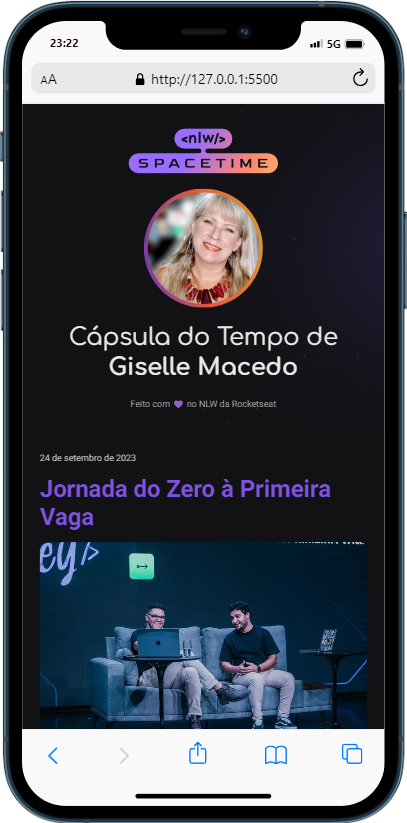 23:22
5G
AA
http://127.0.0.1:5500
<nlw/>
SPACETIME
Cápsula do Tempo de
Giselle Macedo
Feito com 💜 no NLW da Rocketseat
24 de setembro de 2023
Jornada do Zero à Primeira
Vaga
ey/>